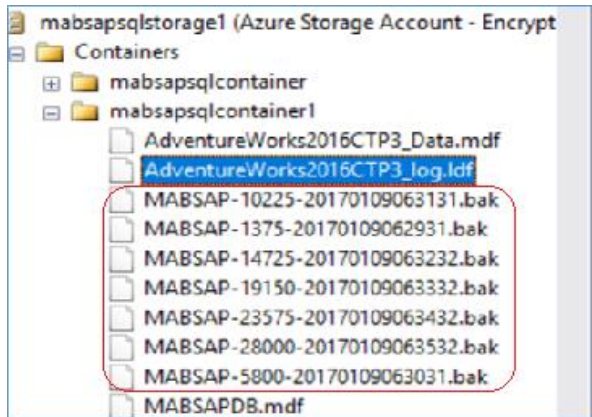 mabsapsqlstorage1 (Azure Storage Account - Encrypt
Containers
mabsapsqlcontainer
mabsapsqlcontainer1
AdventureWorks2016CTP3_Data.mdf
AdventureWorks2016CTP3_log.ldf
MABSAP-10225-20170109063131.bak
MABSAP-1375-20170109062931.bak
MABSAP-14725-20170109063232.bak
MABSAP-19150-20170109063332.bak
MABSAP-23575-20170109063432.bak
MABSAP-28000-20170109063532.bak
MABSAP-5800-20170109063031.bak
MABSAPDB.mdf